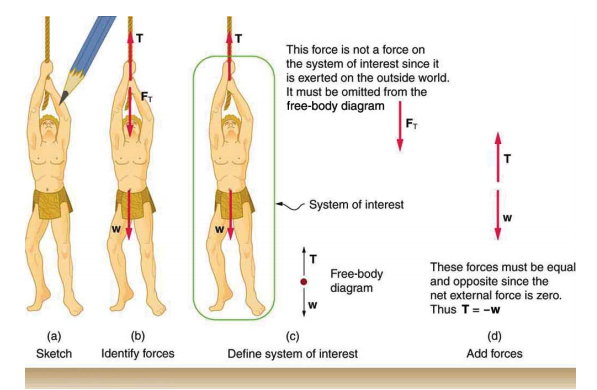 T
F_T
w
T
w
This force is not a force on
the system of interest since it
is exerted on the outside world.
It must be omitted from the
free-body diagram
F_T
System of interest
T
w
Free-body
diagram
T
w
These forces must be equal
and opposite since the
net external force is zero.
Thus T = −w
(a)
Sketch
(b)
Identify forces
(c)
Define system of interest
(d)
Add forces